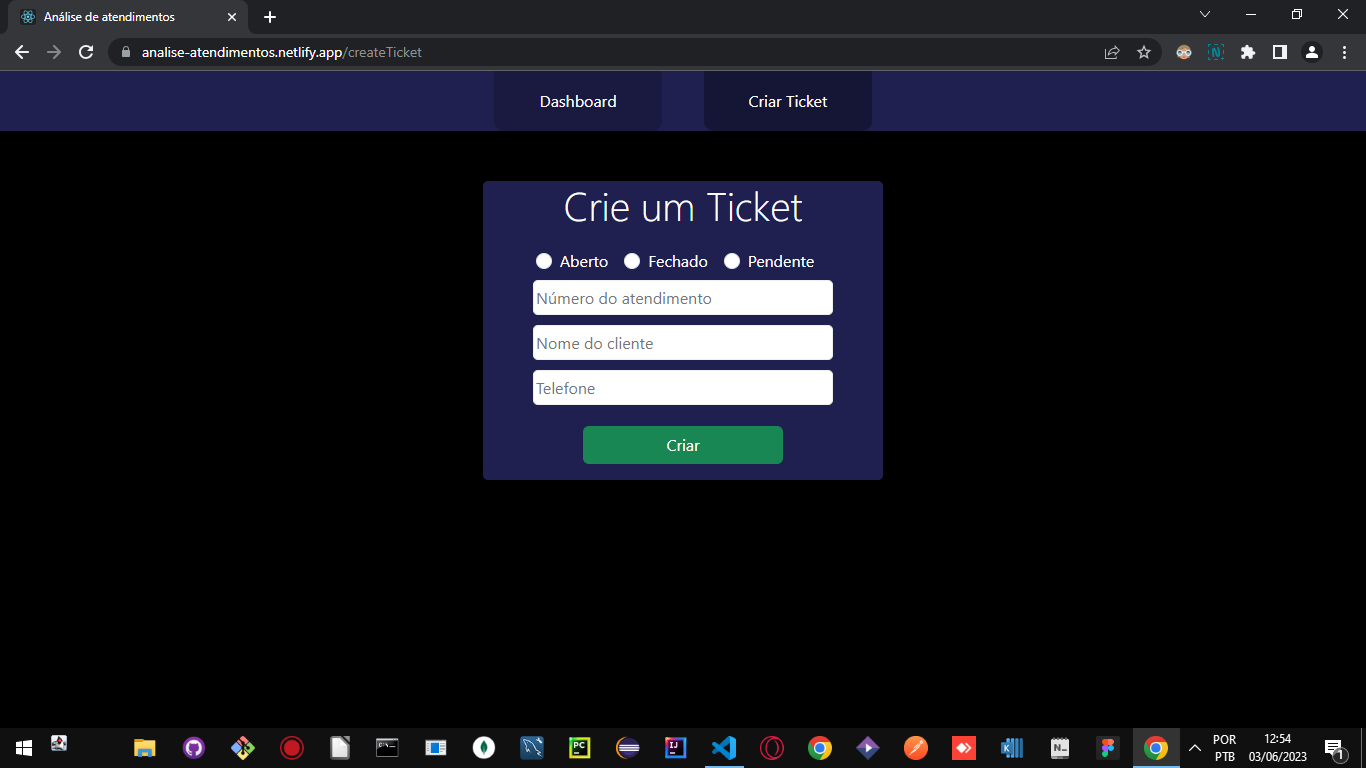 Análise de atendimentos
analise-atendimentos.netlify.app/createTicket
Dashboard Criar Ticket
Crie um Ticket
Aberto Fechado Pendente
Número do atendimento
Nome do cliente
Telefone
Criar
POR 12:54
PTB 03/06/2023
1